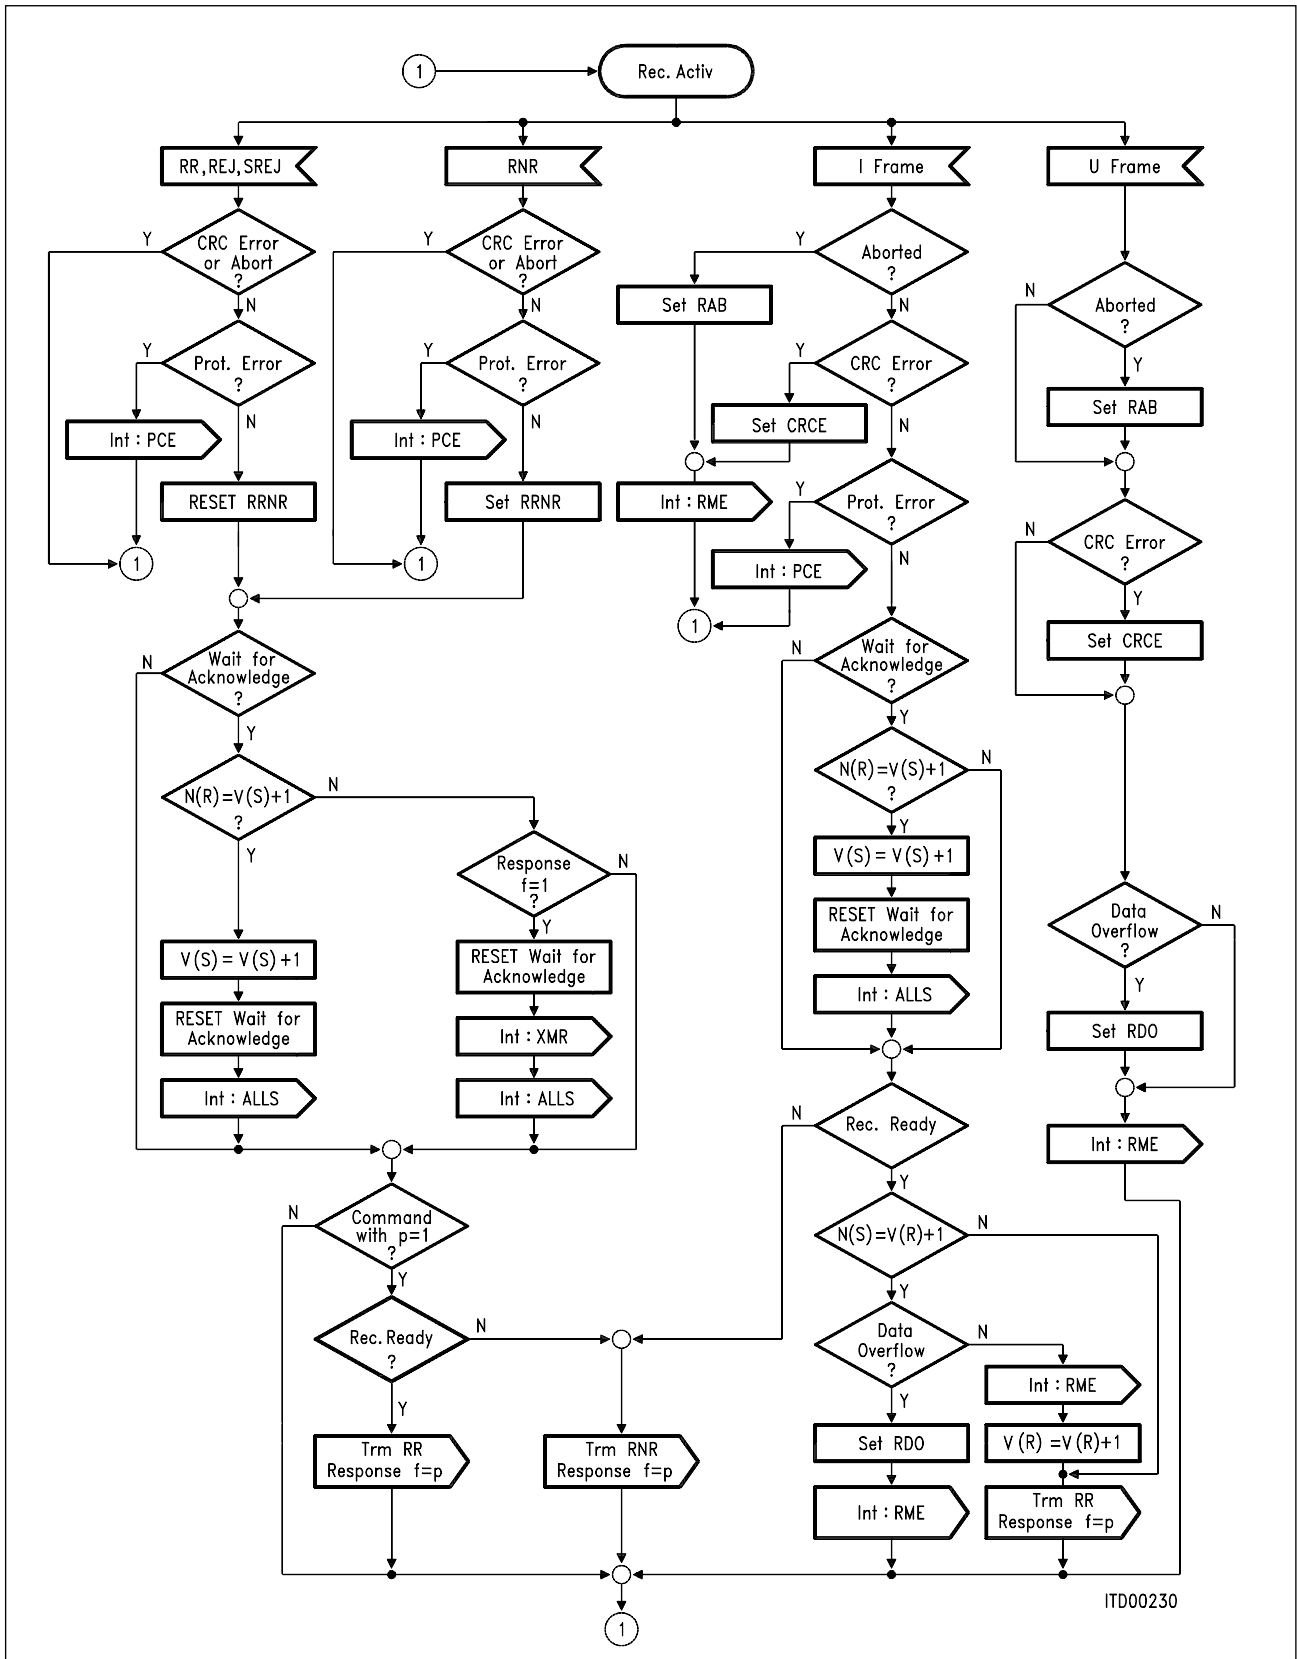 1
Rec. Activ
RR,REJ,SREJ
RNR
I Frame
U Frame
Y
CRC Error
or Abort
?
N
Y
CRC Error
or Abort
?
N
Y
Aborted
?
N
Set RAB
N
Aborted
?
Y
Set RAB
Y
Prot. Error
?
N
Y
Prot. Error
?
N
Y
CRC Error
?
N
Set CRCE
Int : PCE
Int : PCE
RESET RRNR
Set RRNR
Int : RME
Y
Prot. Error
?
N
Int : PCE
N
CRC Error
?
Y
Set CRCE
1
1
1
N
Wait for
Acknowledge
?
Y
N
Wait for
Acknowledge
?
Y
N(R)=V(S)+1
?
N
Y
N(R)=V(S)+1
?
N
Y
Response
f=1
?
N
Y
V(S) = V(S) +1
RESET Wait for
Acknowledge
Int : ALLS
Data
Overflow
?
N
Y
Set RDO
Int : RME
V(S) = V(S) +1
RESET Wait for
Acknowledge
Int : ALLS
RESET Wait for
Acknowledge
Int : XMR
Int : ALLS
N
Rec. Ready
Y
N
Command
with p=1
?
Y
N(S)=V(R)+1
N
Y
Rec. Ready
?
N
Y
Data
Overflow
?
N
Y
Int : RME
V(R) =V(R)+1
Trm RR
Response f=p
Trm RNR
Response f=p
Set RDO
Int : RME
Trm RR
Response f=p
1
ITD00230